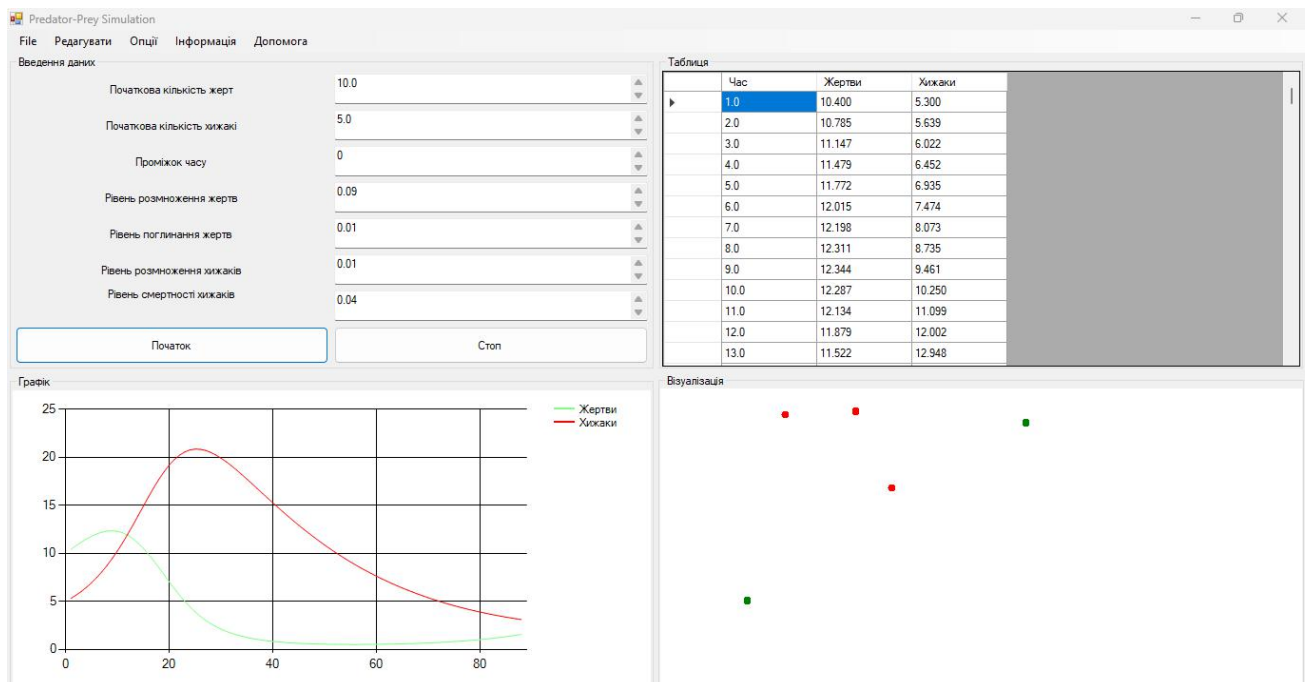 Predator-Prey Simulation
File Редагувати Опції Інформація Допомога
Введення даних
Початкова кількість жерт 10.0
Початкова кількість хижакі 5.0
Проміжок часу 0
Рівень розмноження жертв 0.09
Рівень поглинання жертв 0.01
Рівень розмноження хижаків 0.01
Рівень смертності хижаків 0.04
Початок Стоп
Таблиця
Час Жертви Хижаки
1.0 10.400 5.300
2.0 10.785 5.639
3.0 11.147 6.022
4.0 11.479 6.452
5.0 11.772 6.935
6.0 12.015 7.474
7.0 12.198 8.073
8.0 12.311 8.735
9.0 12.344 9.461
10.0 12.287 10.250
11.0 12.134 11.099
12.0 11.879 12.002
13.0 11.522 12.948
Графік
25
20
15
10
5
0
0 20 40 60 80
Жертви
Хижаки
Візуалізація